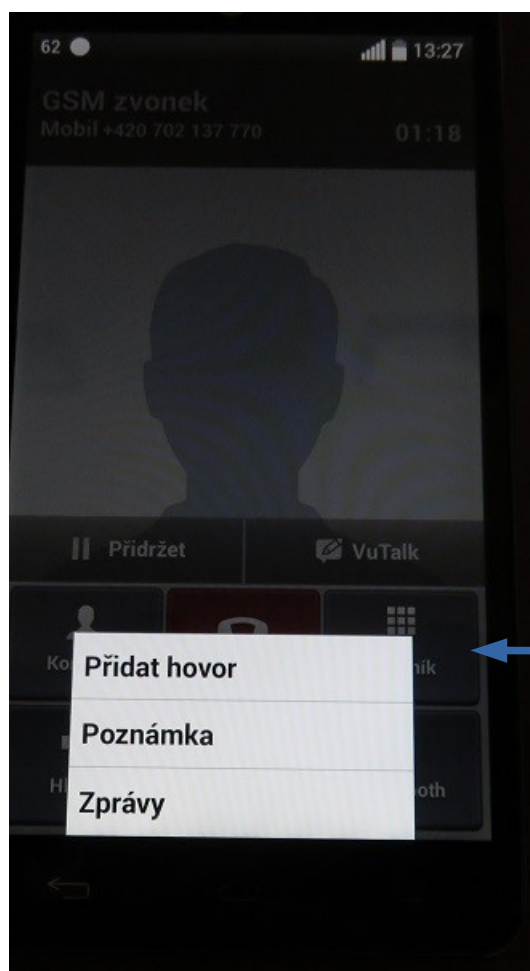 62 13:27
GSM zvonek
Mobil +420 702 137 770 01:18
Přidržet VuTalk
Přidat hovor
Poznámka
Zprávy